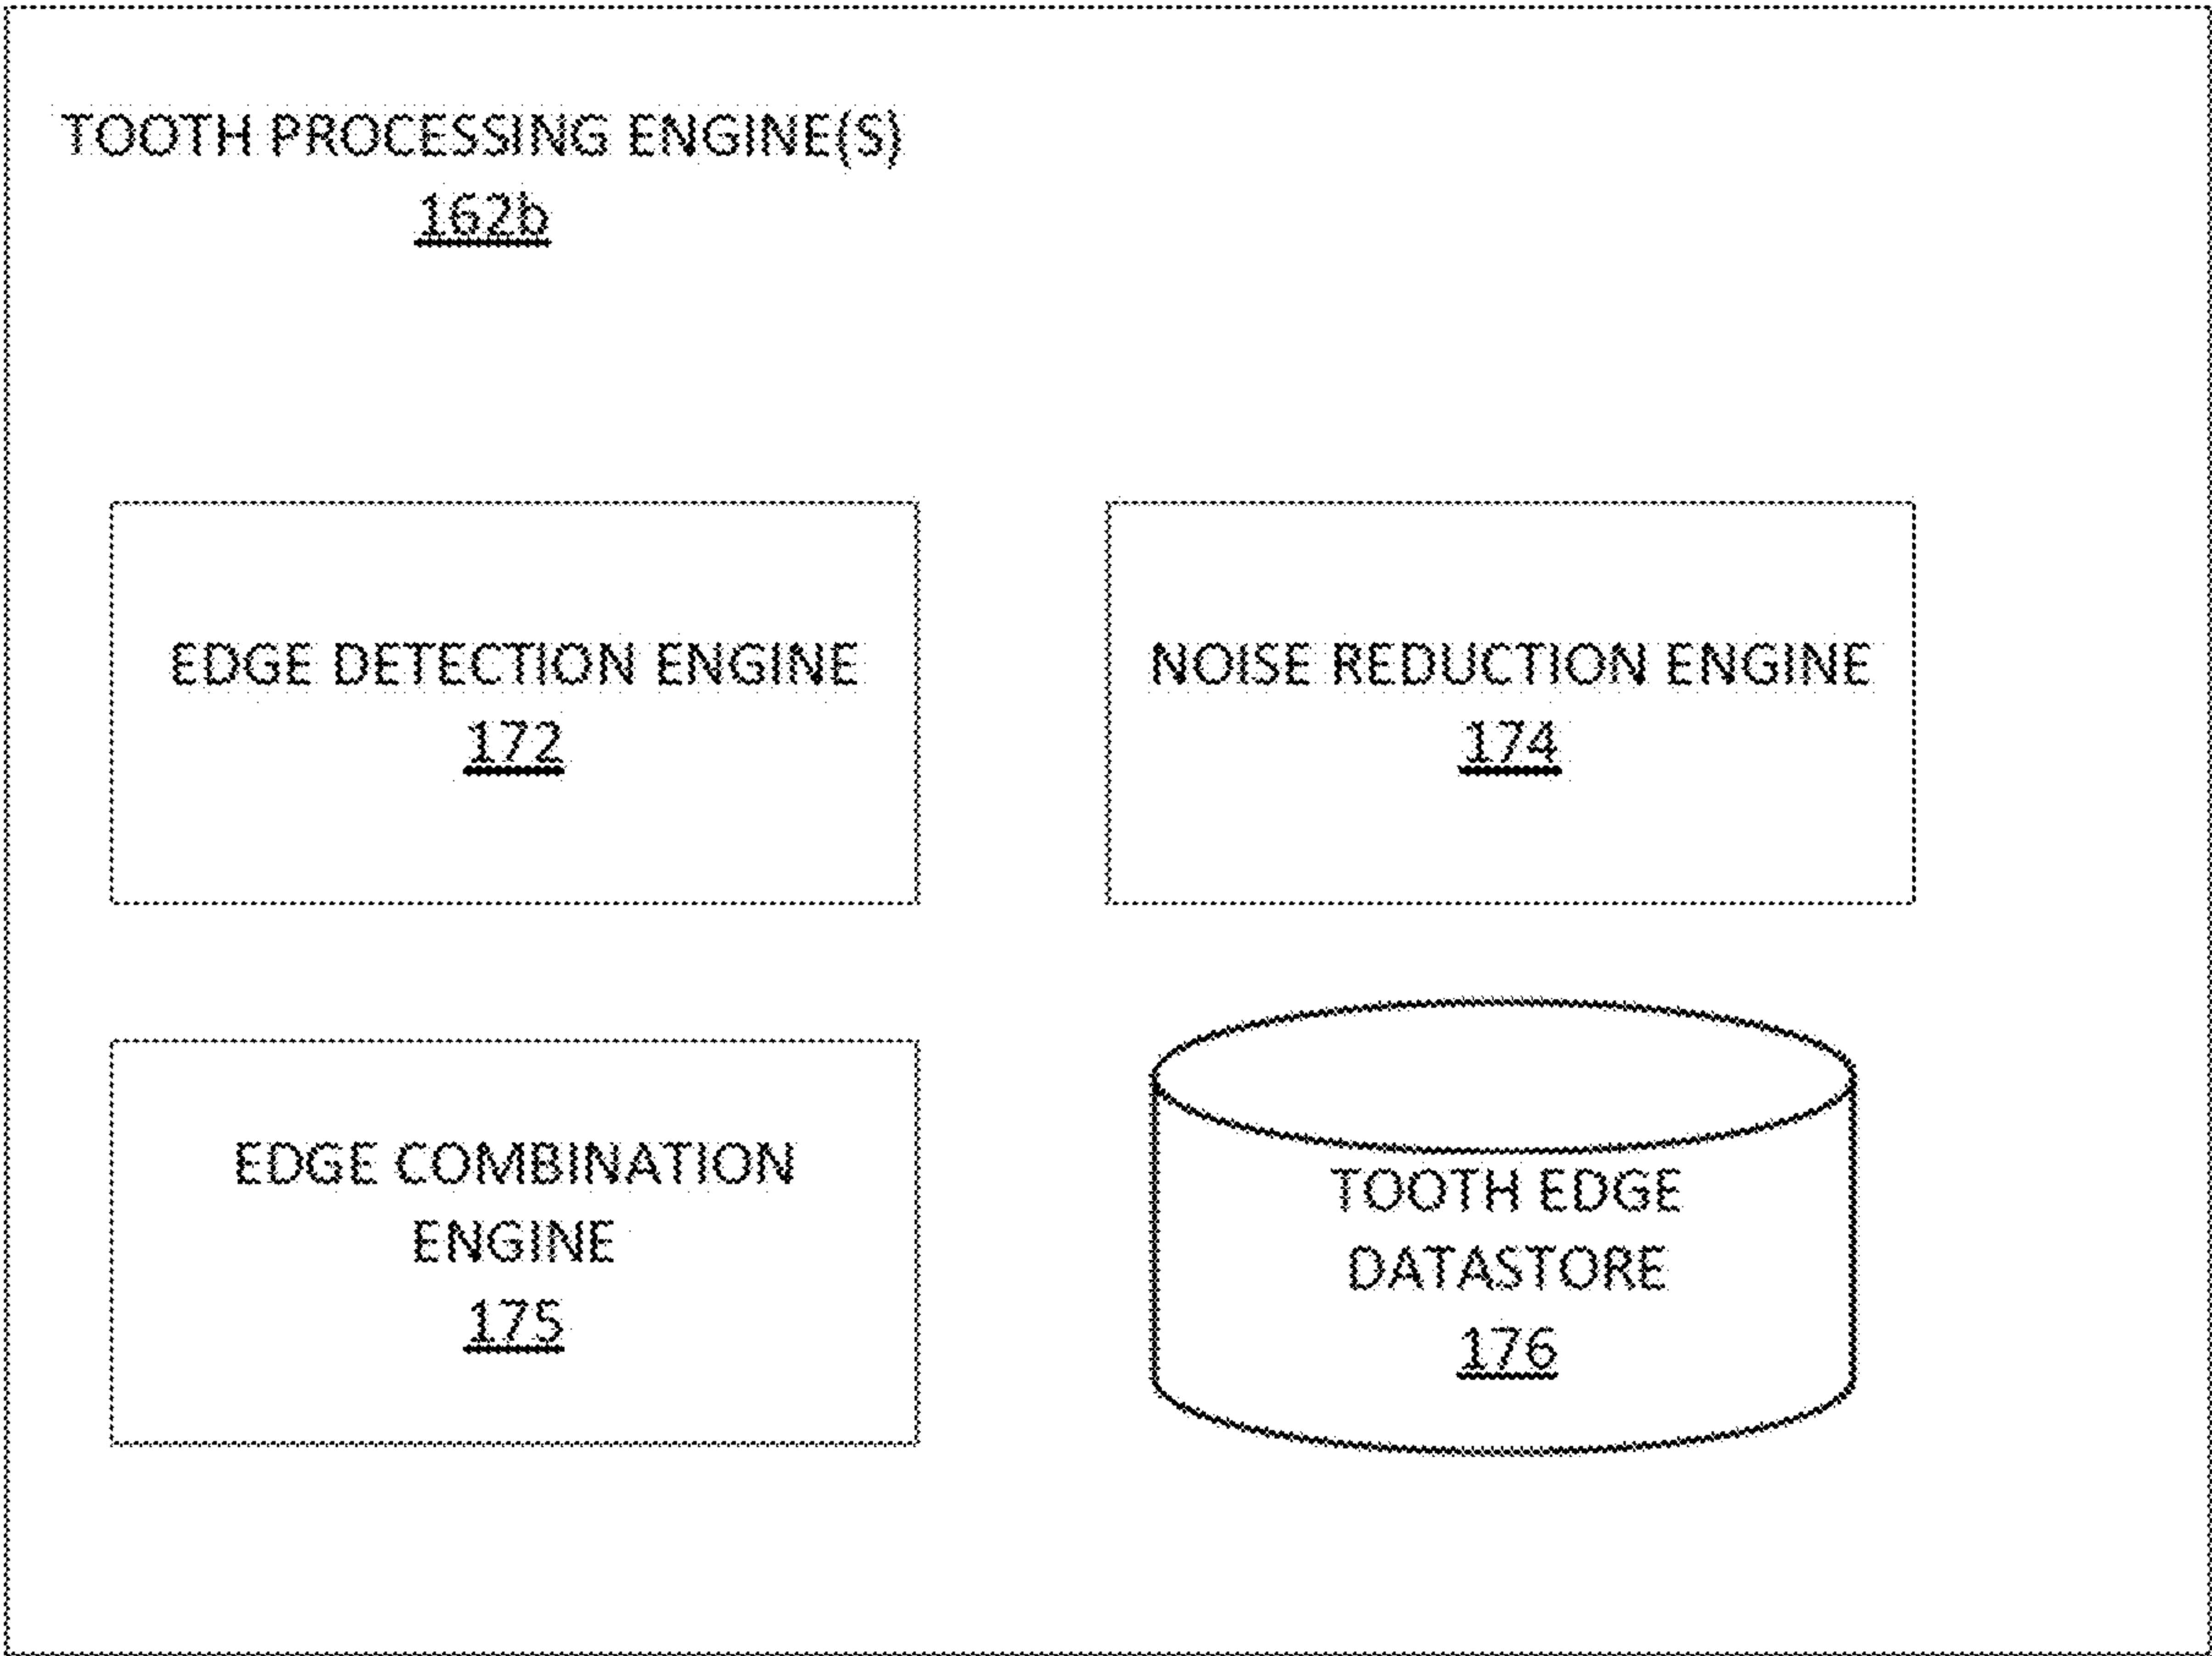 TOOTH PROCESSING ENGINE(S)
162b
EDGE DETECTION ENGINE
172
NOISE REDUCTION ENGINE
174
EDGE COMBINATION
ENGINE
175
TOOTH EDGE
DATASTORE
176